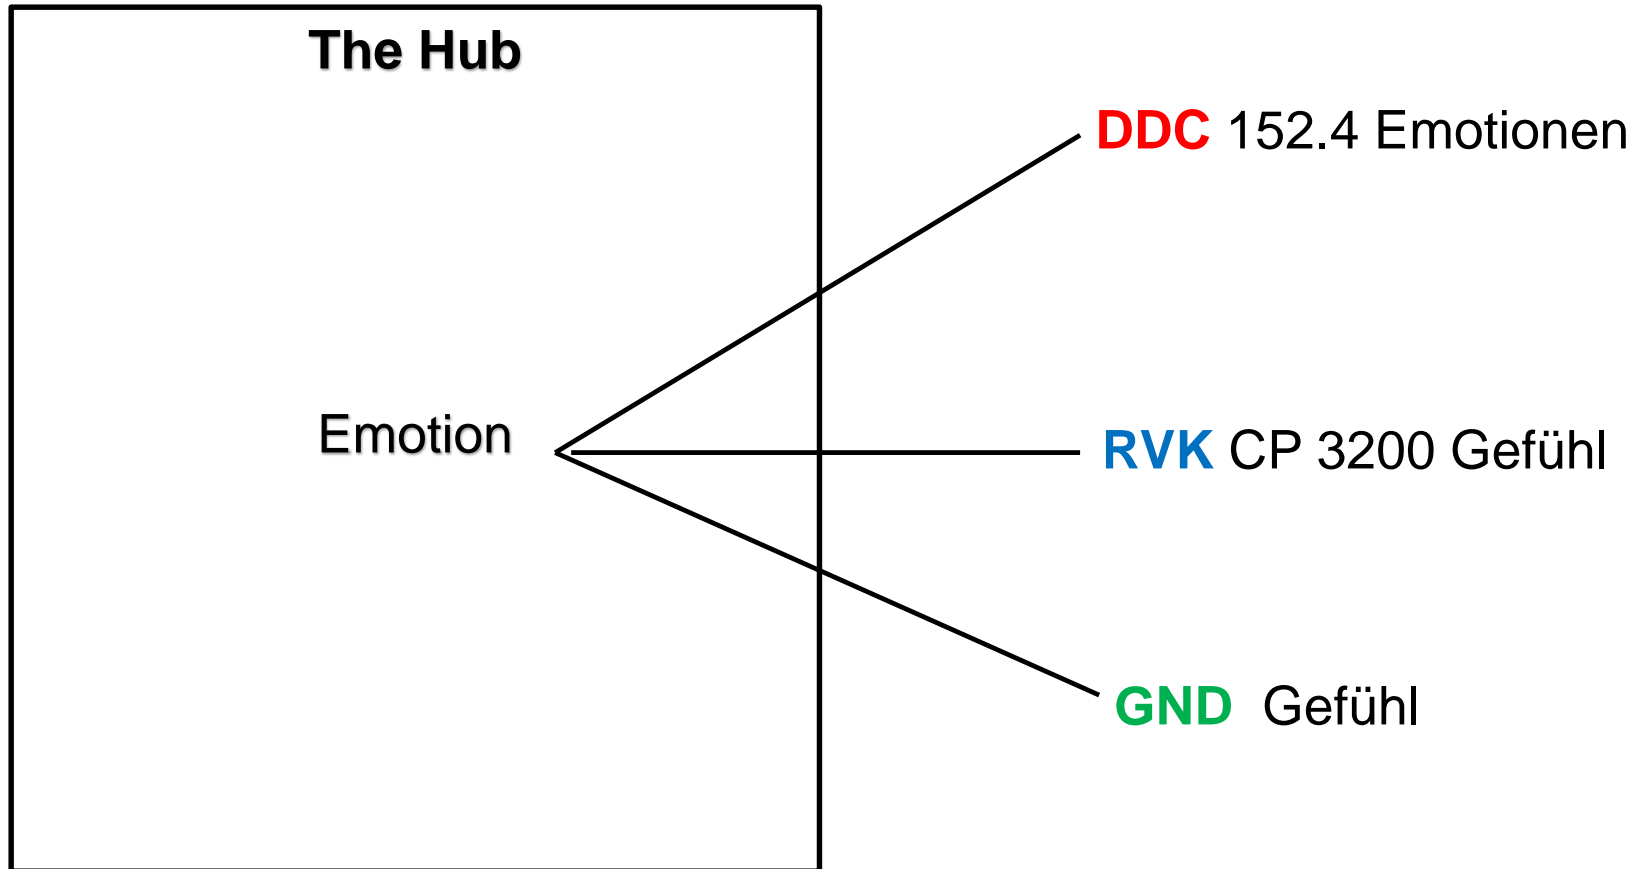 The Hub
DDC 152.4 Emotionen
Emotion
RVK CP 3200 Gefühl
GND Gefühl